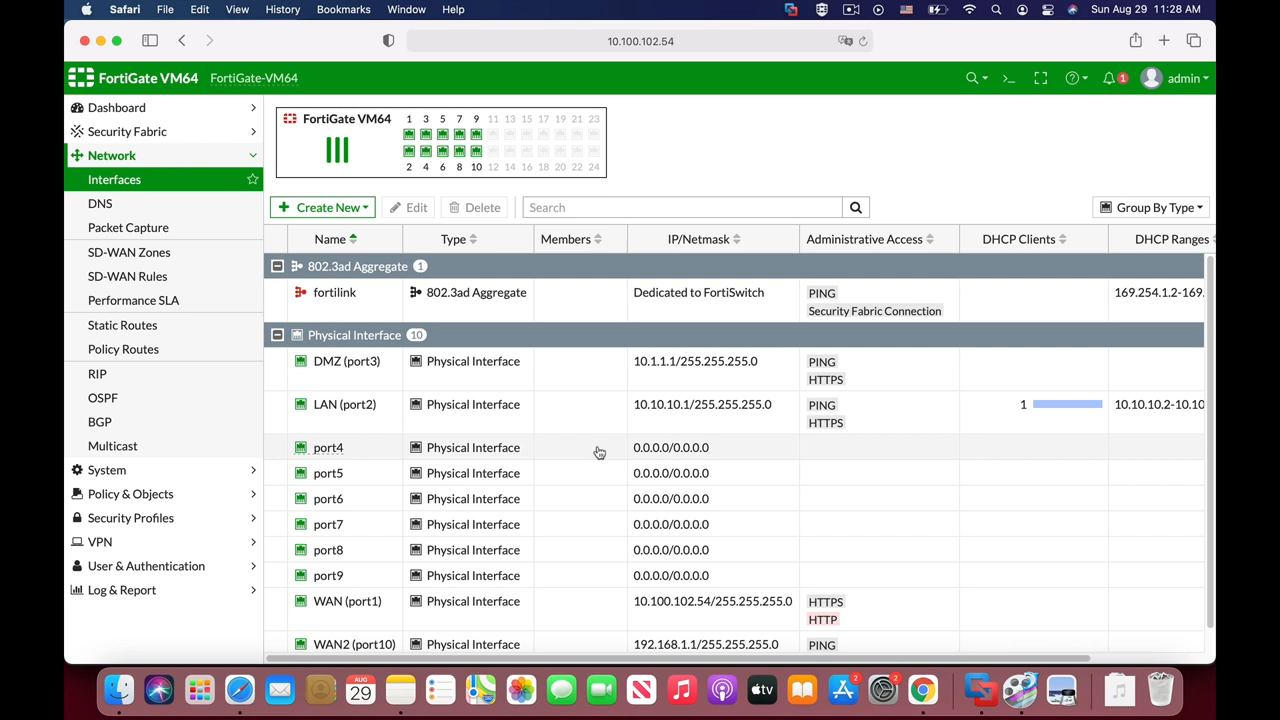 Safari File Edit View History Bookmarks Window Help Sun Aug 29 11:28 AM
10.100.102.54
FortiGate VM64 FortiGate-VM64 1 admin
Dashboard
Security Fabric
Network
Interfaces
DNS
Packet Capture
SD-WAN Zones
SD-WAN Rules
Performance SLA
Static Routes
Policy Routes
RIP
OSPF
BGP
Multicast
System
Policy & Objects
Security Profiles
VPN
User & Authentication
Log & Report
FortiGate VM64 1 3 5 7 9 11 13 15 17 19 21 23
2 4 6 8 10 12 14 16 18 20 22 24
+ Create New Edit Delete Search Group By Type
Name Type Members IP/Netmask Administrative Access DHCP Clients DHCP Ranges
802.3ad Aggregate 1
fortilink 802.3ad Aggregate Dedicated to FortiSwitch PING 169.254.1.2-169.
Security Fabric Connection
Physical Interface 10
DMZ (port3) Physical Interface 10.1.1.1/255.255.255.0 PING
HTTPS
LAN (port2) Physical Interface 10.10.10.1/255.255.255.0 PING 1 10.10.10.2-10.10
HTTPS
port4 Physical Interface 0.0.0.0/0.0.0.0
port5 Physical Interface 0.0.0.0/0.0.0.0
port6 Physical Interface 0.0.0.0/0.0.0.0
port7 Physical Interface 0.0.0.0/0.0.0.0
port8 Physical Interface 0.0.0.0/0.0.0.0
port9 Physical Interface 0.0.0.0/0.0.0.0
WAN (port1) Physical Interface 10.100.102.54/255.255.255.0 HTTPS
HTTP
WAN2 (port10) Physical Interface 192.168.1.1/255.255.255.0 PING
AUG
29
tv
2
2